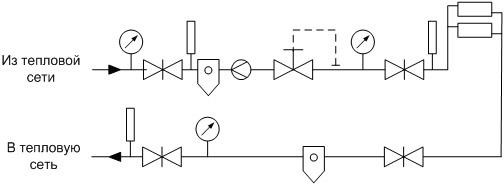 Из тепловой
сети
В тепловую
сеть